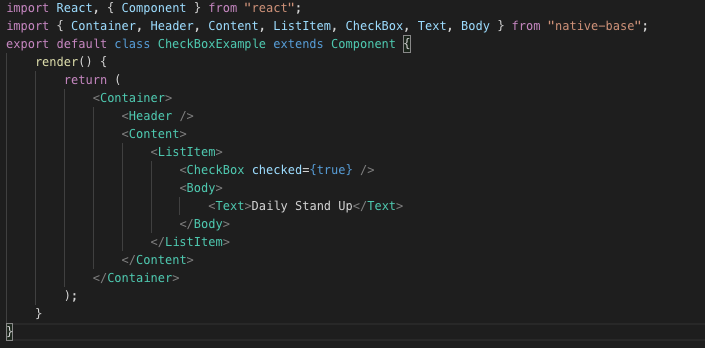 import React, { Component } from "react";
import { Container, Header, Content, ListItem, CheckBox, Text, Body } from "native-base";
export default class CheckBoxExample extends Component {
    render() {
        return (
            <Container>
                <Header />
                <Content>
                    <ListItem>
                        <CheckBox checked={true} />
                        <Body>
                            <Text>Daily Stand Up</Text>
                        </Body>
                    </ListItem>
                </Content>
            </Container>
        );
    }
}